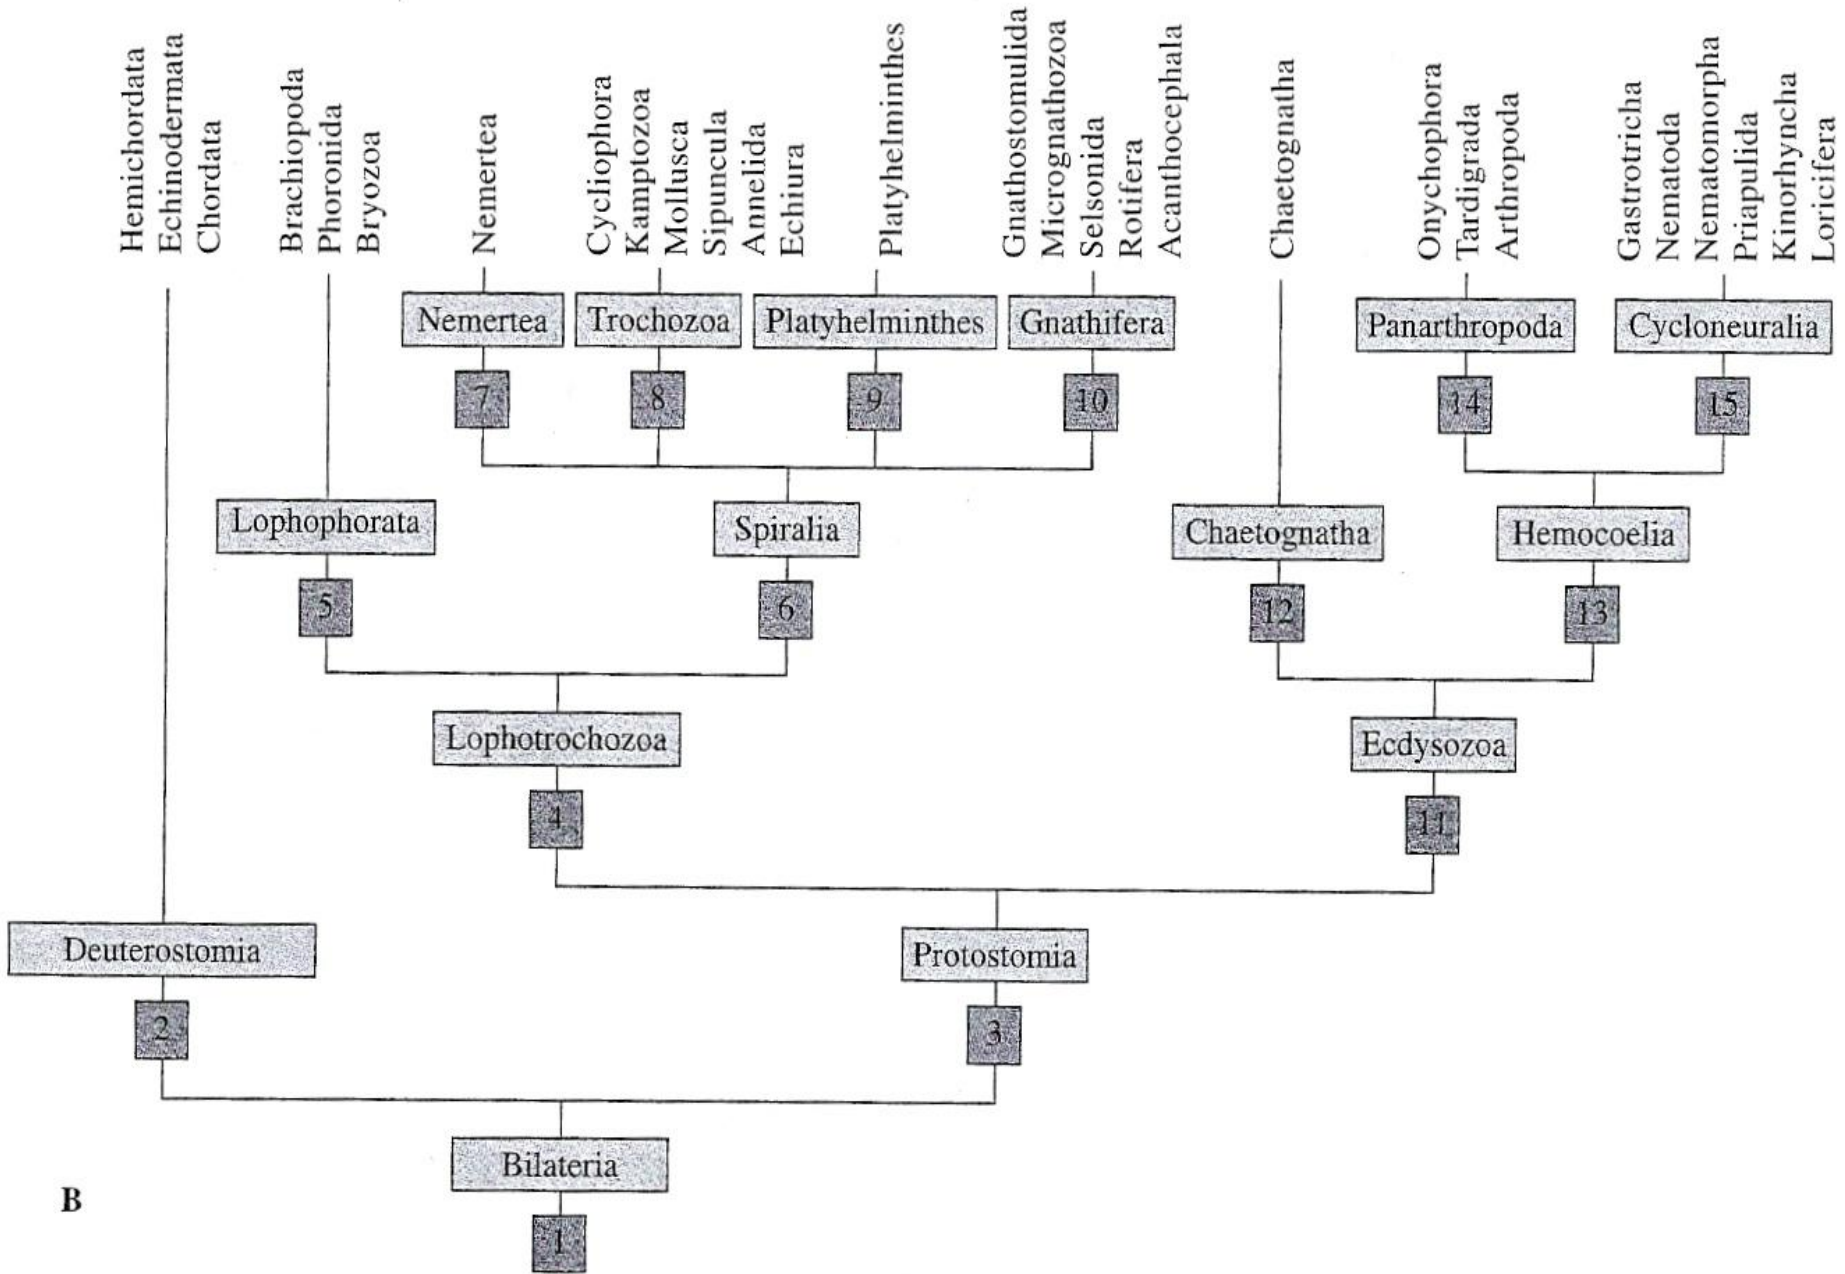 Hemichordata
Echinodermata
Chordata
Brachiopoda
Phoronida
Bryozoa
Nemertea
Cycliophora
Kamptozoa
Mollusca
Sipuncula
Annelida
Echiura
Platyhelminthes
Gnathostomulida
Micrognathozoa
Selsonida
Rotifera
Acanthocephala
Chaetognatha
Onychophora
Tardigrada
Arthropoda
Gastrotricha
Nematoda
Nematomorpha
Priapulida
Kinorhyncha
Loricifera
Nemertea
Trochozoa
Platyhelminthes
Gnathifera
Panarthropoda
Cycloneuralia
7
8
9
10
14
15
Lophophorata
Spiralia
Chaetognatha
Hemocoelia
5
6
12
13
Lophotrochozoa
Ecdysozoa
4
11
Deuterostomia
Protostomia
2
3
Bilateria
B
1